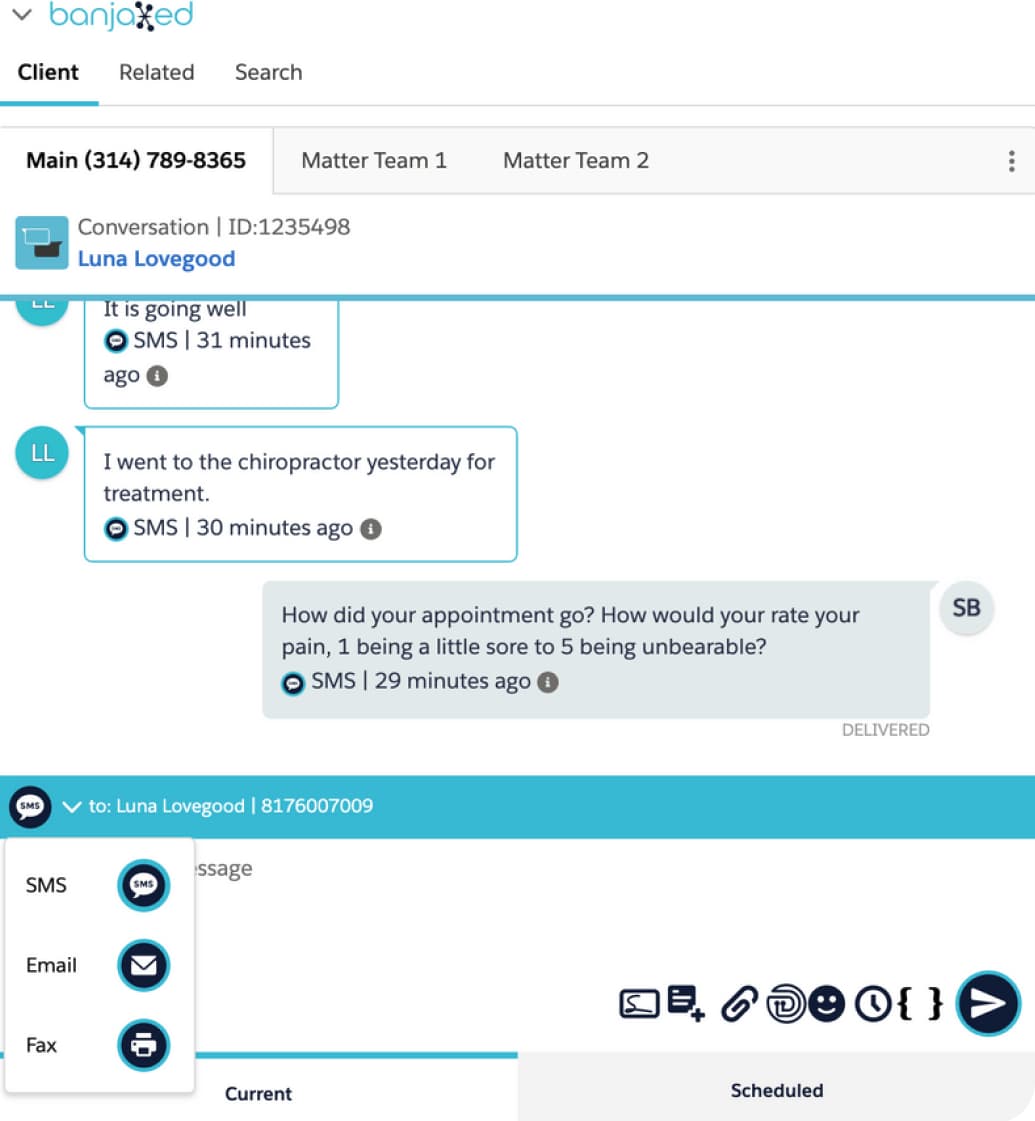 banjaxed
Client Related Search
Main (314) 789-8365 Matter Team 1 Matter Team 2
Conversation | ID:1235498
Luna Lovegood
LL
It is going well
SMS | 31 minutes
ago
LL
I went to the chiropractor yesterday for
treatment.
SMS | 30 minutes ago
How did your appointment go? How would your rate your
pain, 1 being a little sore to 5 being unbearable?
SMS | 29 minutes ago
SB
DELIVERED
SMS to: Luna Lovegood | 8176007009
ssage
SMS SMS
Email
Fax
{ }
Current Scheduled